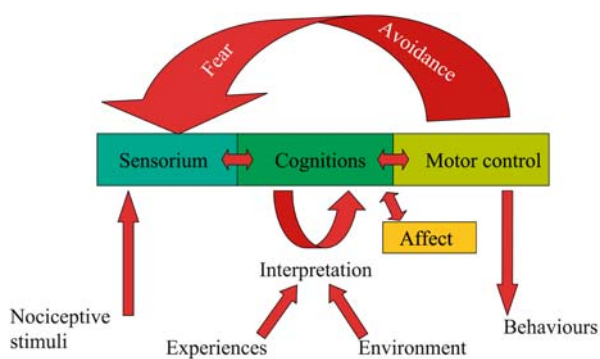 Fear
Avoidance
Sensorium
Cognitions
Motor control
Affect
Interpretation
Nociceptive
stimuli
Experiences
Environment
Behaviours